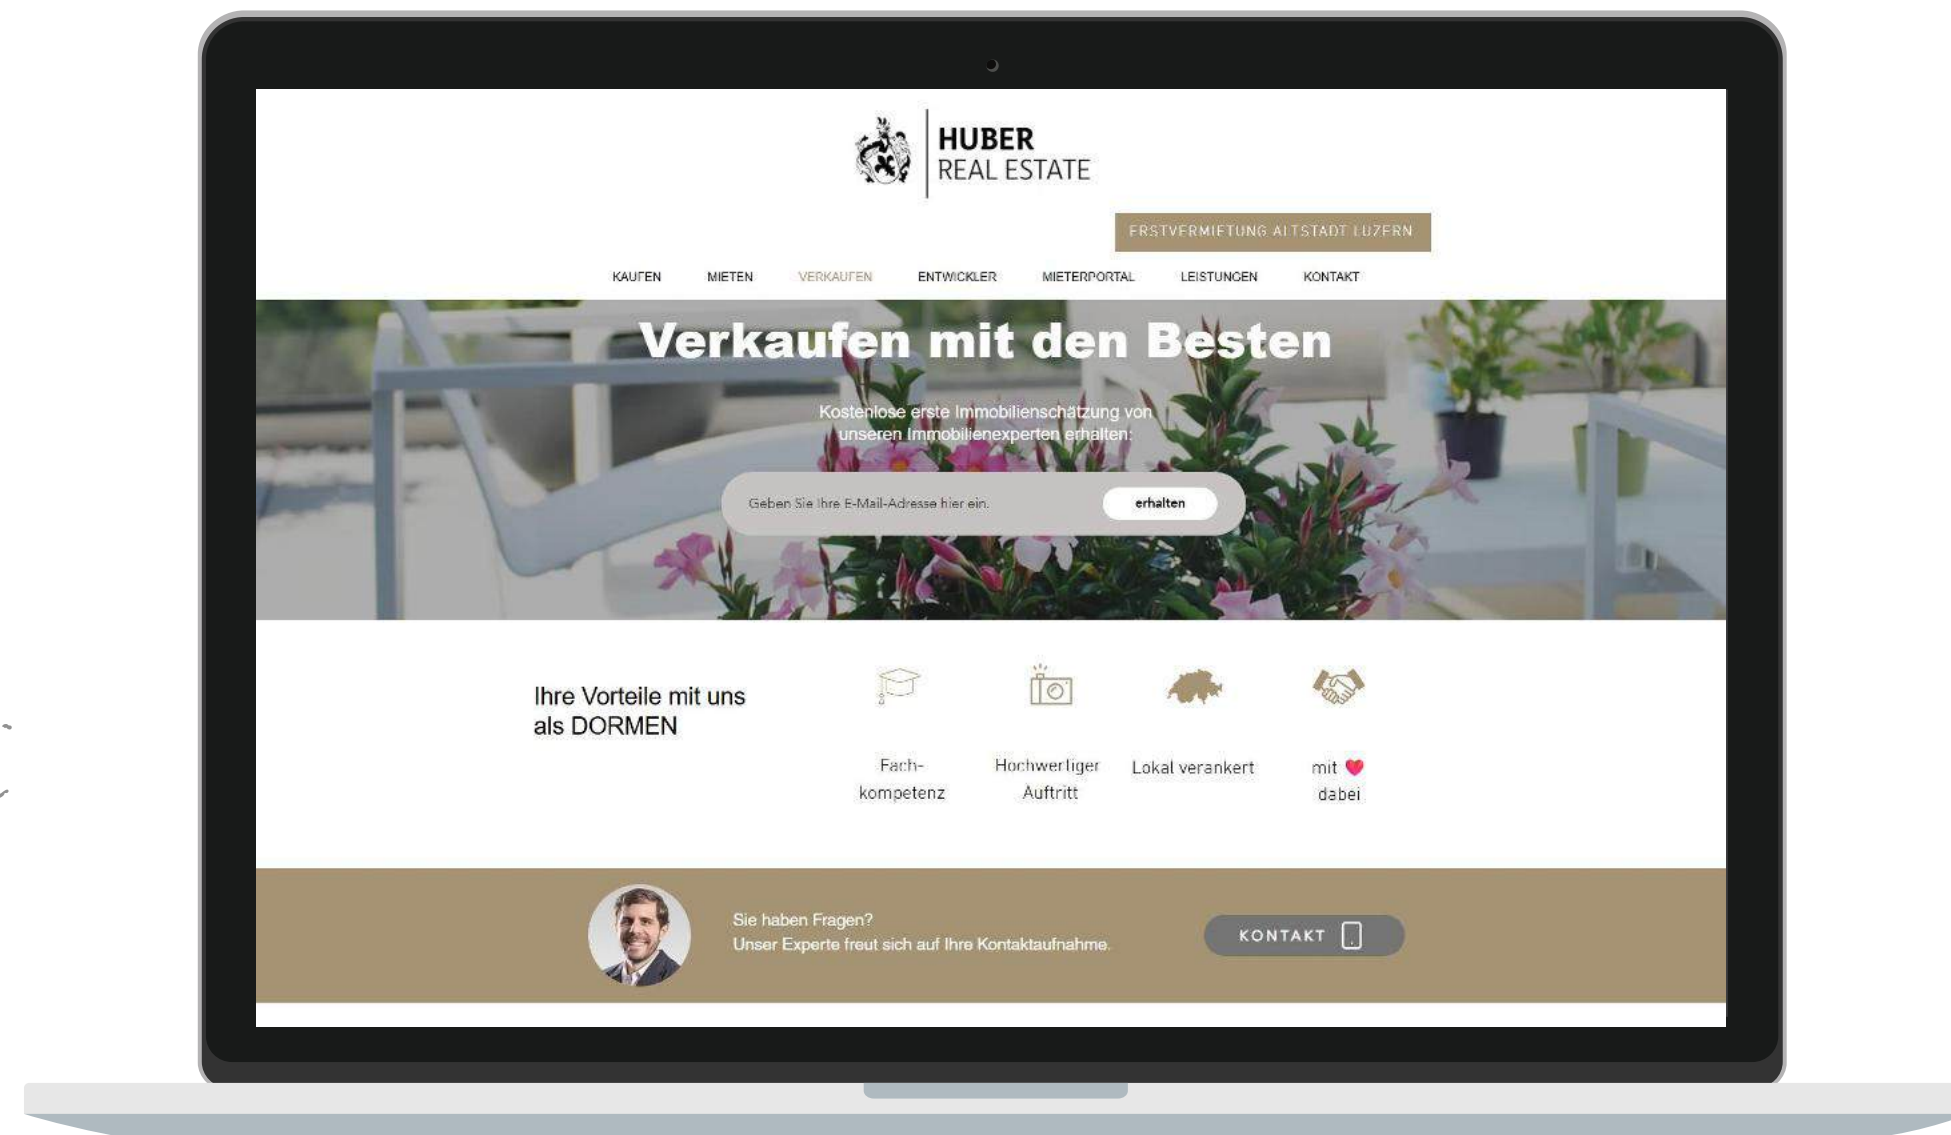 HUBER
REAL ESTATE
ERSTVERMIETUNG ALTSTADT LUZERN
KAUFEN MIETEN VERKAUFEN ENTWICKLER MIETERPORTAL LEISTUNGEN KONTAKT
Verkaufen mit den Besten
Kostenlose erste Immobilienschätzung von
unseren Immobilienexperten erhalten:
Geben Sie Ihre E-Mail-Adresse hier ein. erhalten
Ihre Vorteile mit uns
als DORMEN
Fach-
kompetenz
Hochwertiger
Auftritt
Lokal verankert
mit ❤️
dabei
Sie haben Fragen?
Unser Experte freut sich auf Ihre Kontaktaufnahme.
KONTAKT